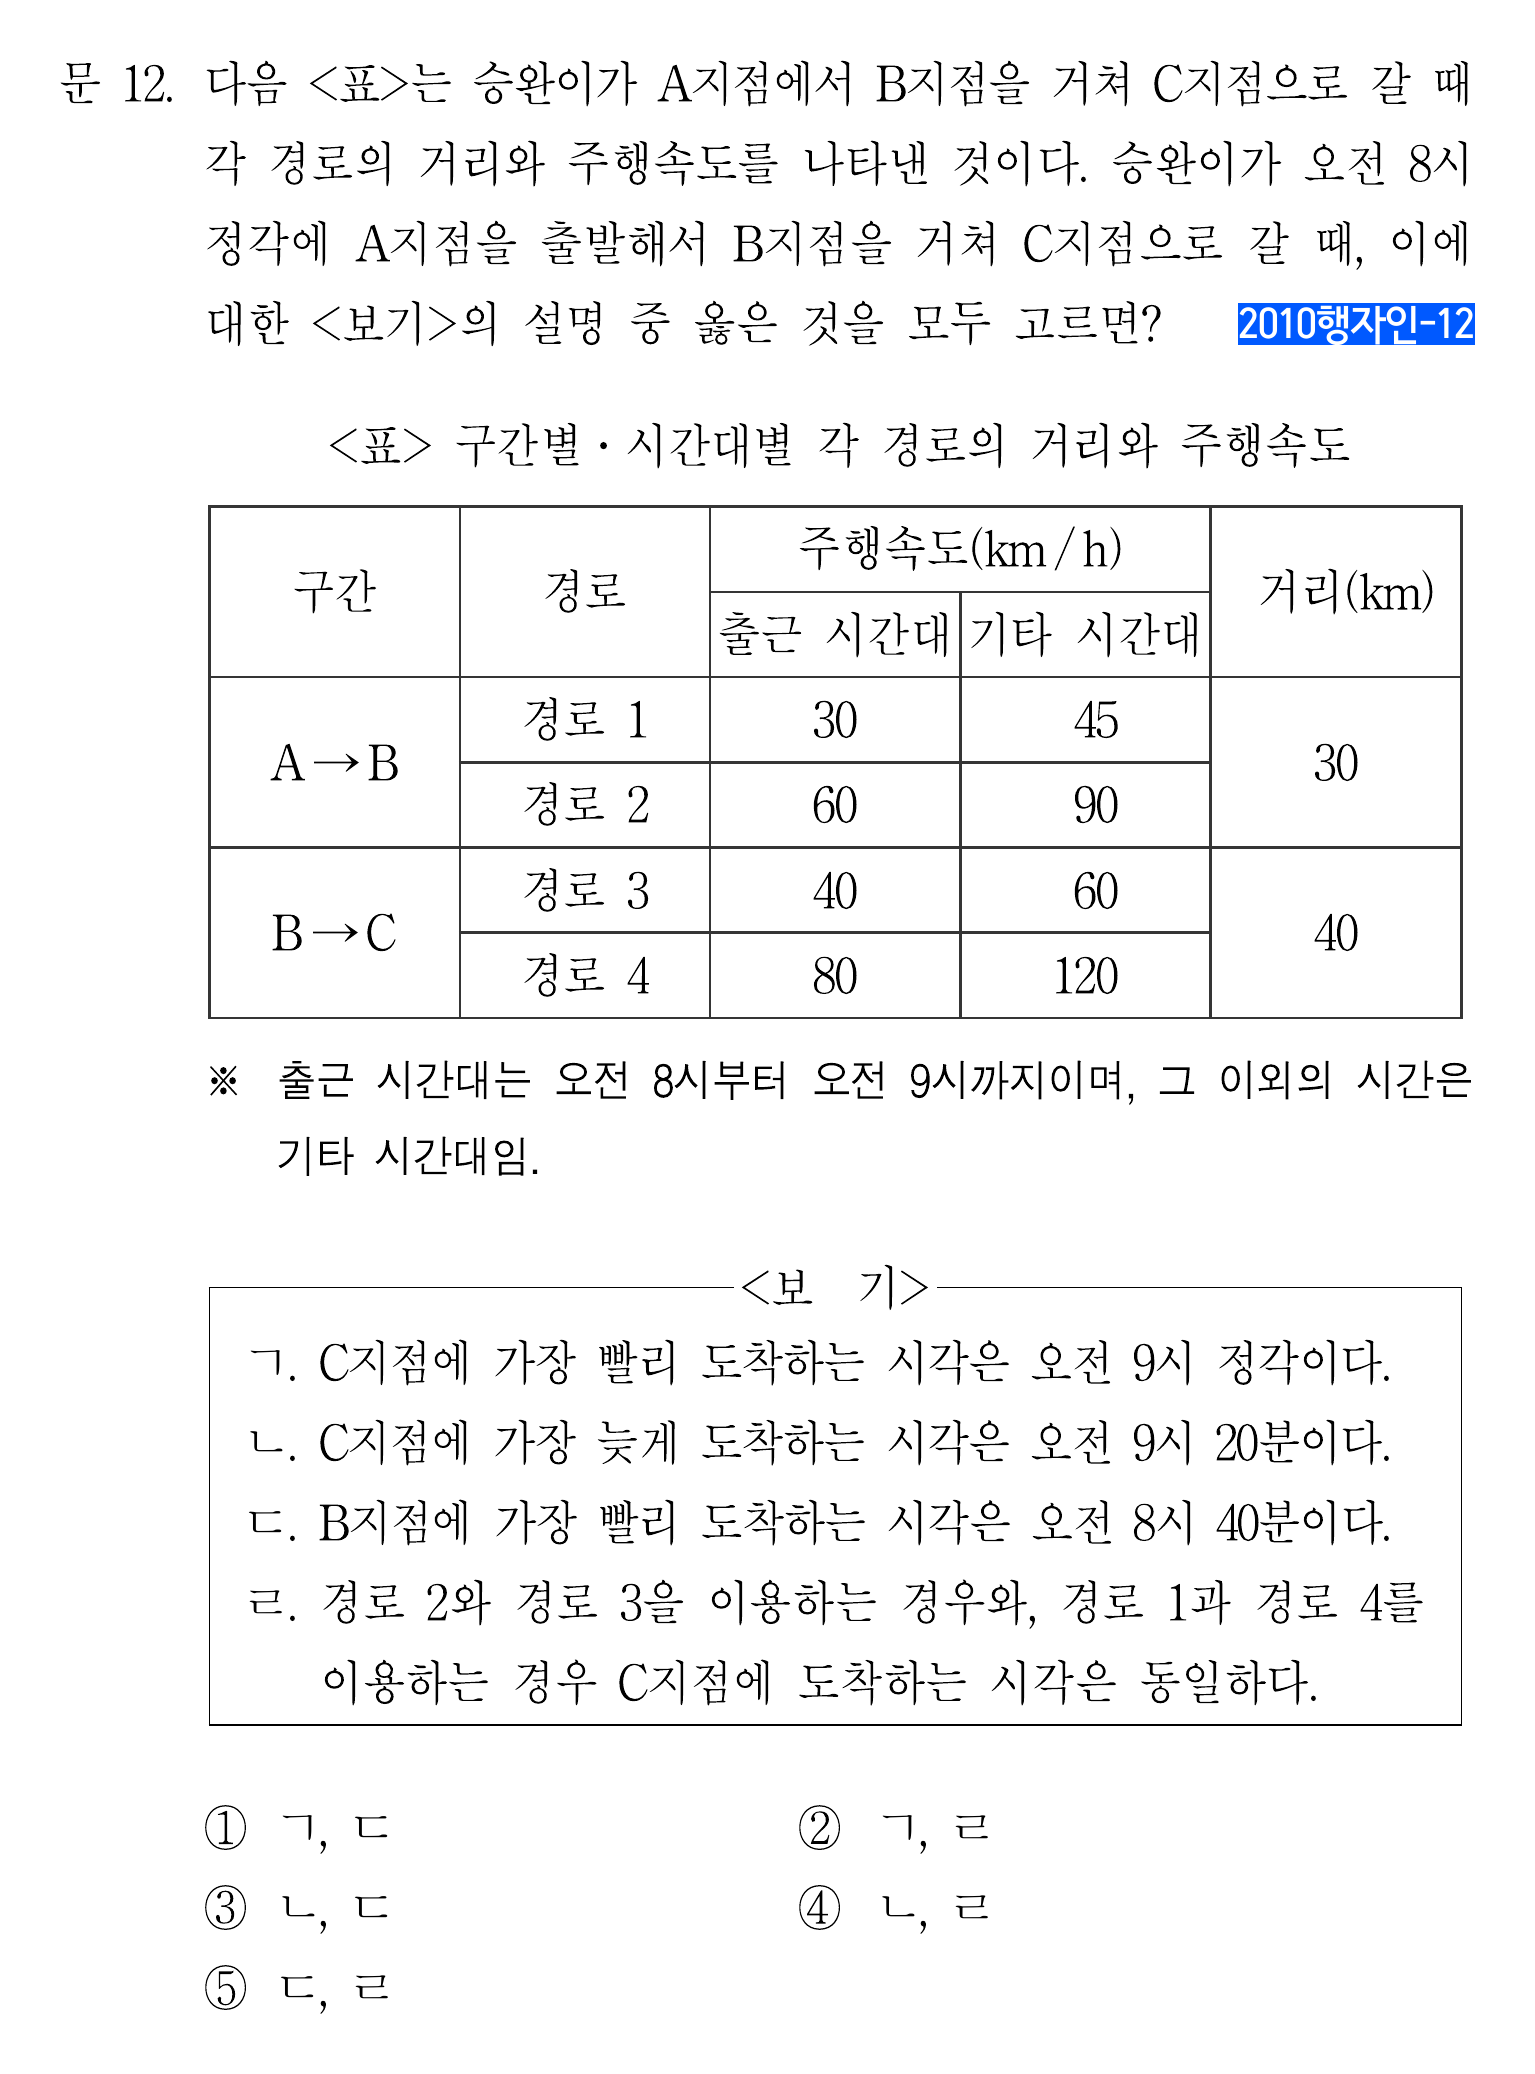 문 12. 다음 <표>는 승완이가 A지점에서 B지점을 거쳐 C지점으로 갈 때
각 경로의 거리와 주행속도를 나타낸 것이다. 승완이가 오전 8시
정각에 A지점을 출발해서 B지점을 거쳐 C지점으로 갈 때, 이에
대한 <보기>의 설명 중 옳은 것을 모두 고르면? 2010행자인-12
<표> 구간별·시간대별 각 경로의 거리와 주행속도
구간 경로 주행속도(km/h) 거리(km)
출근 시간대 기타 시간대
A→B 경로 1 30 45 30
경로 2 60 90
B→C 경로 3 40 60 40
경로 4 80 120
※ 출근 시간대는 오전 8시부터 오전 9시까지이며, 그 이외의 시간은
기타 시간대임.
<보 기>
ㄱ. C지점에 가장 빨리 도착하는 시각은 오전 9시 정각이다.
ㄴ. C지점에 가장 늦게 도착하는 시각은 오전 9시 20분이다.
ㄷ. B지점에 가장 빨리 도착하는 시각은 오전 8시 40분이다.
ㄹ. 경로 2와 경로 3을 이용하는 경우와, 경로 1과 경로 4를
이용하는 경우 C지점에 도착하는 시각은 동일하다.
① ㄱ, ㄷ ② ㄱ, ㄹ
③ ㄴ, ㄷ ④ ㄴ, ㄹ
⑤ ㄷ, ㄹ